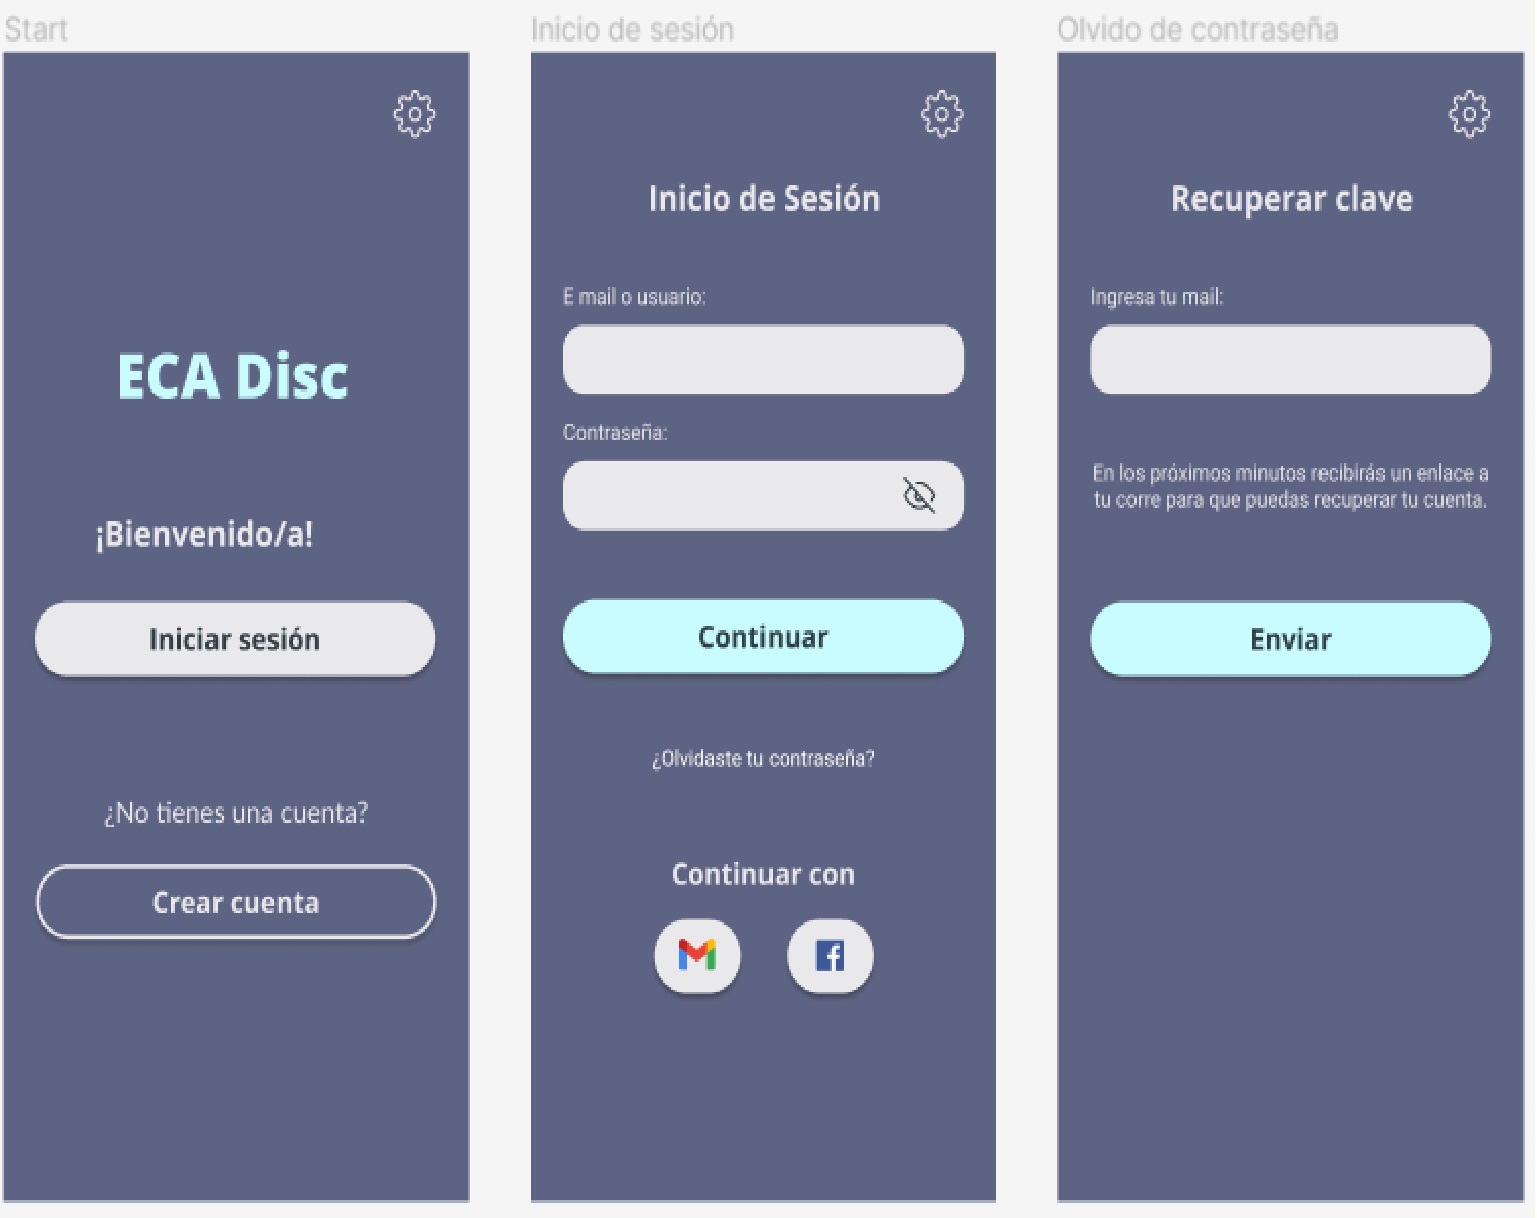 Start
ECA Disc
¡Bienvenido/a!
Iniciar sesión
¿No tienes una cuenta?
Crear cuenta
Inicio de sesión
Inicio de Sesión
E mail o usuario:
Contraseña:
Continuar
¿Olvidaste tu contraseña?
Continuar con
Olvido de contraseña
Recuperar clave
Ingresa tu mail:
En los próximos minutos recibirás un enlace a
tu corre para que puedas recuperar tu cuenta.
Enviar